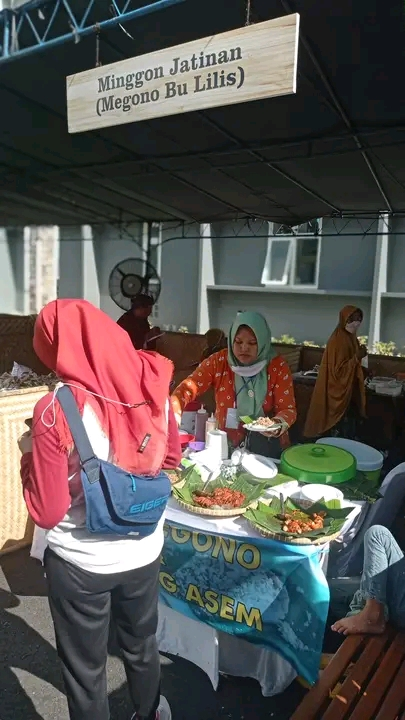 Minggon Jatinan
(Megono Bu Lilis)
EIGER
GONO
G ASEM